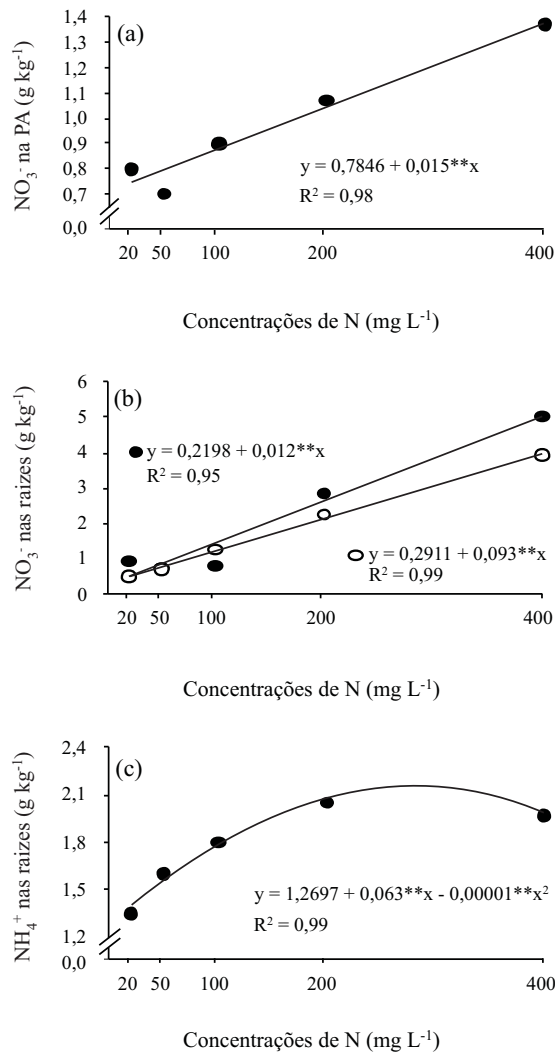 (a)
NO₃⁻ na PA (g kg⁻¹)
1,4
1,3
1,2
1,1
1,0
0,9
0,8
0,7
0,0
y = 0,7846 + 0,015**x
R² = 0,98
20 50 100 200 400
Concentrações de N (mg L⁻¹)
(b)
NO₃⁻ nas raizes (g kg⁻¹)
6
5
4
3
2
1
0
y = 0,2198 + 0,012**x
R² = 0,95
y = 0,2911 + 0,093**x
R² = 0,99
20 50 100 200 400
Concentrações de N (mg L⁻¹)
(c)
NH₄⁺ nas raizes (g kg⁻¹)
2,4
2,1
1,8
1,5
1,2
0,0
y = 1,2697 + 0,063**x - 0,00001**x²
R² = 0,99
20 50 100 200 400
Concentrações de N (mg L⁻¹)